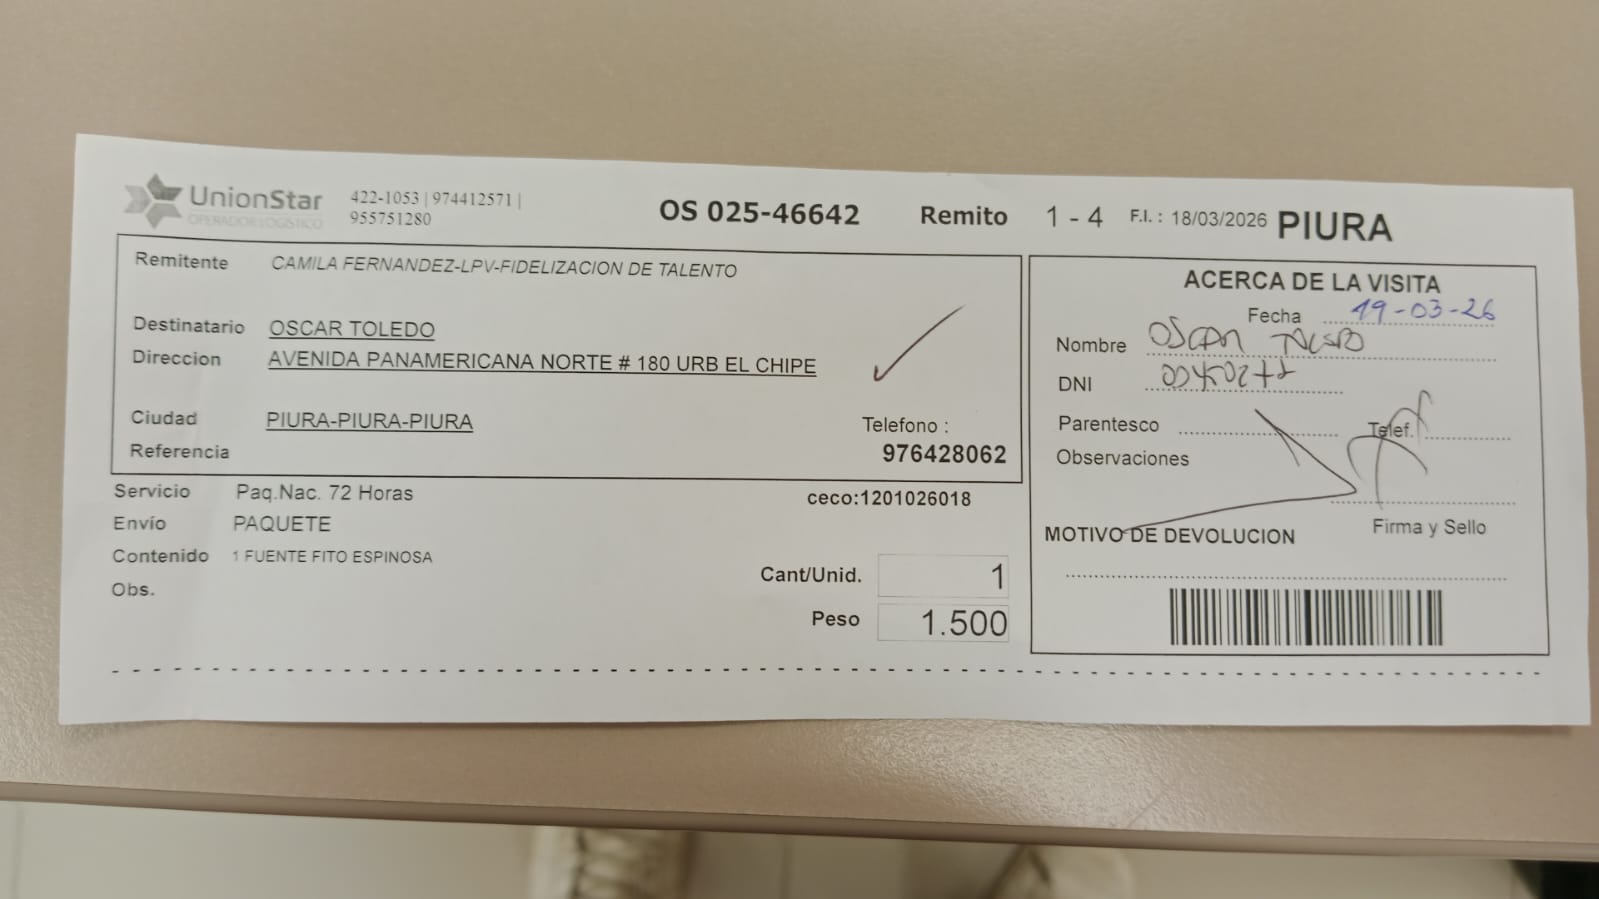 UnionStar
OPERADOR LOGISTICO
422-1053 | 974412571 |
955751280
OS 025-46642 Remito 1 - 4 F.I. : 18/03/2026 PIURA
Remitente CAMILA FERNANDEZ-LPV-FIDELIZACION DE TALENTO
Destinatario OSCAR TOLEDO
Direccion AVENIDA PANAMERICANA NORTE # 180 URB EL CHIPE
Ciudad PIURA-PIURA-PIURA
Telefono :
Referencia 976428062
Servicio Paq.Nac. 72 Horas ceco:1201026018
Envío PAQUETE
Contenido 1 FUENTE FITO ESPINOSA
Obs.
Cant/Unid. 1
Peso 1.500
ACERCA DE LA VISITA
Fecha 19-03-26
Nombre OSCAR
DNI
Parentesco Telef.
Observaciones
Firma y Sello
MOTIVO DE DEVOLUCION